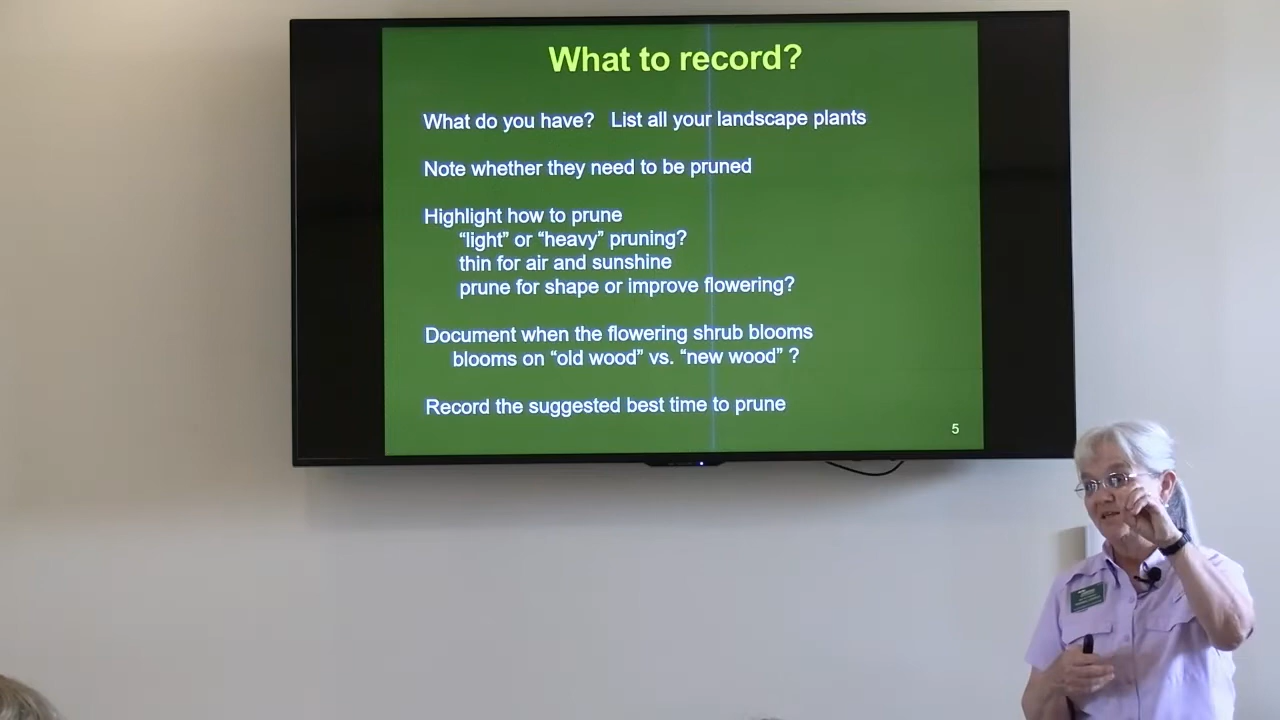 What to record?
What do you have? List all your landscape plants
Note whether they need to be pruned
Highlight how to prune
“light” or “heavy” pruning?
thin for air and sunshine
prune for shape or improve flowering?
Document when the flowering shrub blooms
blooms on “old wood” vs. “new wood” ?
Record the suggested best time to prune
5